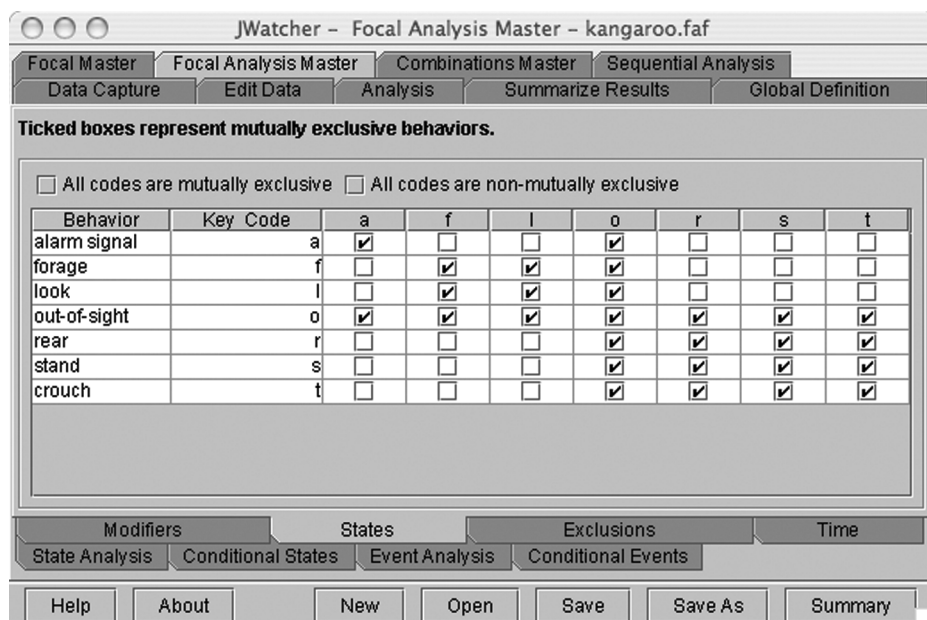 JWatcher – Focal Analysis Master – kangaroo.faf
Focal Master Focal Analysis Master Combinations Master Sequential Analysis
Data Capture Edit Data Analysis Summarize Results Global Definition
Ticked boxes represent mutually exclusive behaviors.
All codes are mutually exclusive All codes are non-mutually exclusive
Behavior Key Code a f l o r s t
alarm signal a
forage f
look l
out-of-sight o
rear r
stand s
crouch t
Modifiers States Exclusions Time
State Analysis Conditional States Event Analysis Conditional Events
Help About New Open Save Save As Summary